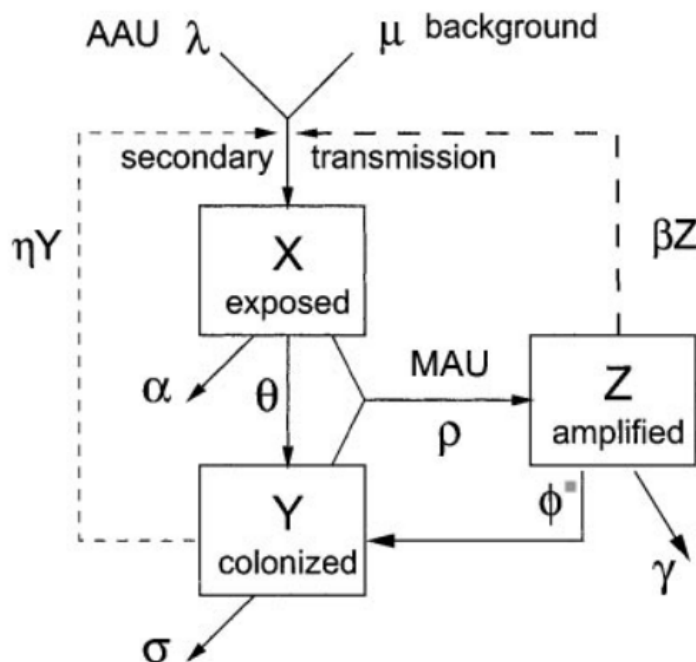 AAU λ μ background
secondary transmission
ηY βZ
X
exposed
MAU
α θ ρ
Z
amplified
Y
colonized
ϕ
γ
σ